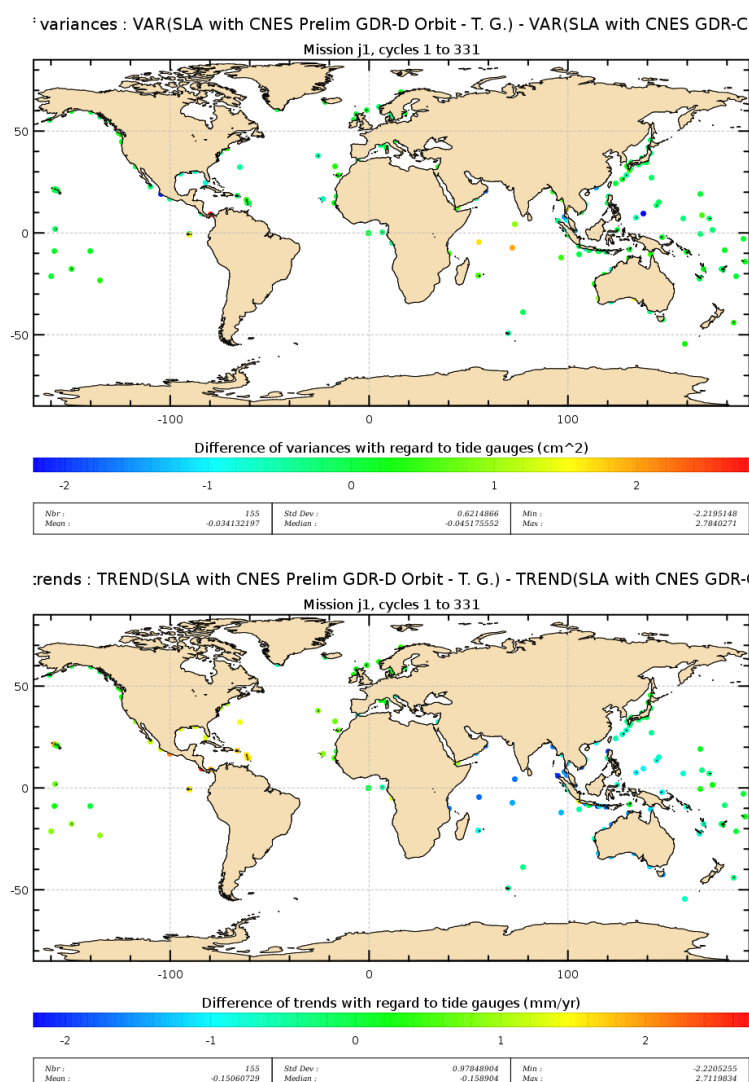 variances : VAR(SLA with CNES Prelim GDR-D Orbit - T. G.) - VAR(SLA with CNES GDR-C
Mission j1, cycles 1 to 331
50
0
-50
-100
0
100
Difference of variances with regard to tide gauges (cm^2)
-2
-1
0
1
2
Nbr : 155
Mean : -0.034132197
Std Dev : 0.6214866
Median : -0.045175552
Min : -2.2195148
Max : 2.7840271
trends : TREND(SLA with CNES Prelim GDR-D Orbit - T. G.) - TREND(SLA with CNES GDR-C
Mission j1, cycles 1 to 331
50
0
-50
-100
0
100
Difference of trends with regard to tide gauges (mm/yr)
-2
-1
0
1
2
Nbr : 155
Mean : -0.15060729
Std Dev : 0.97848904
Median : -0.158904
Min : -2.2205255
Max : 2.7119834